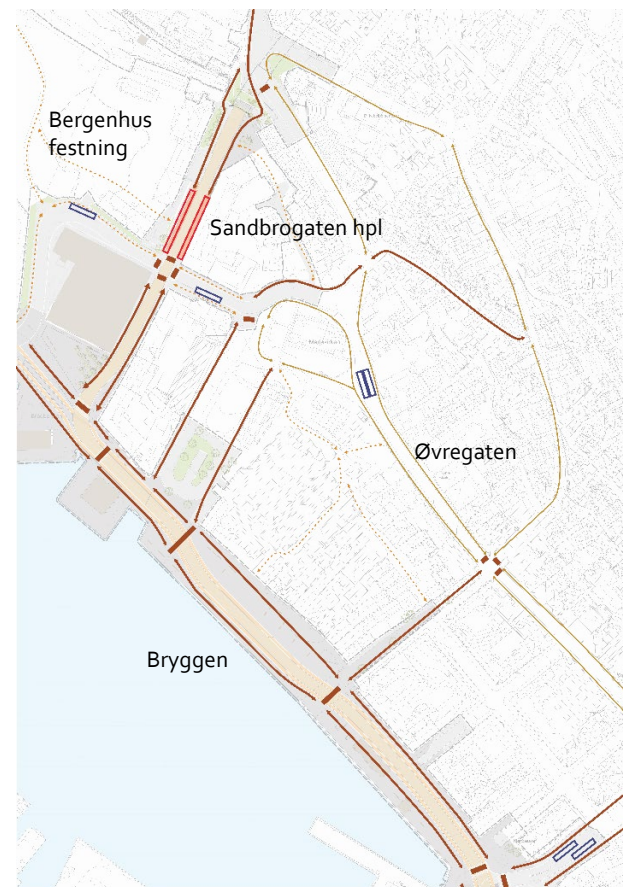 Bergenhus
festning
Sandbrogaten hpl
Øvregaten
Bryggen